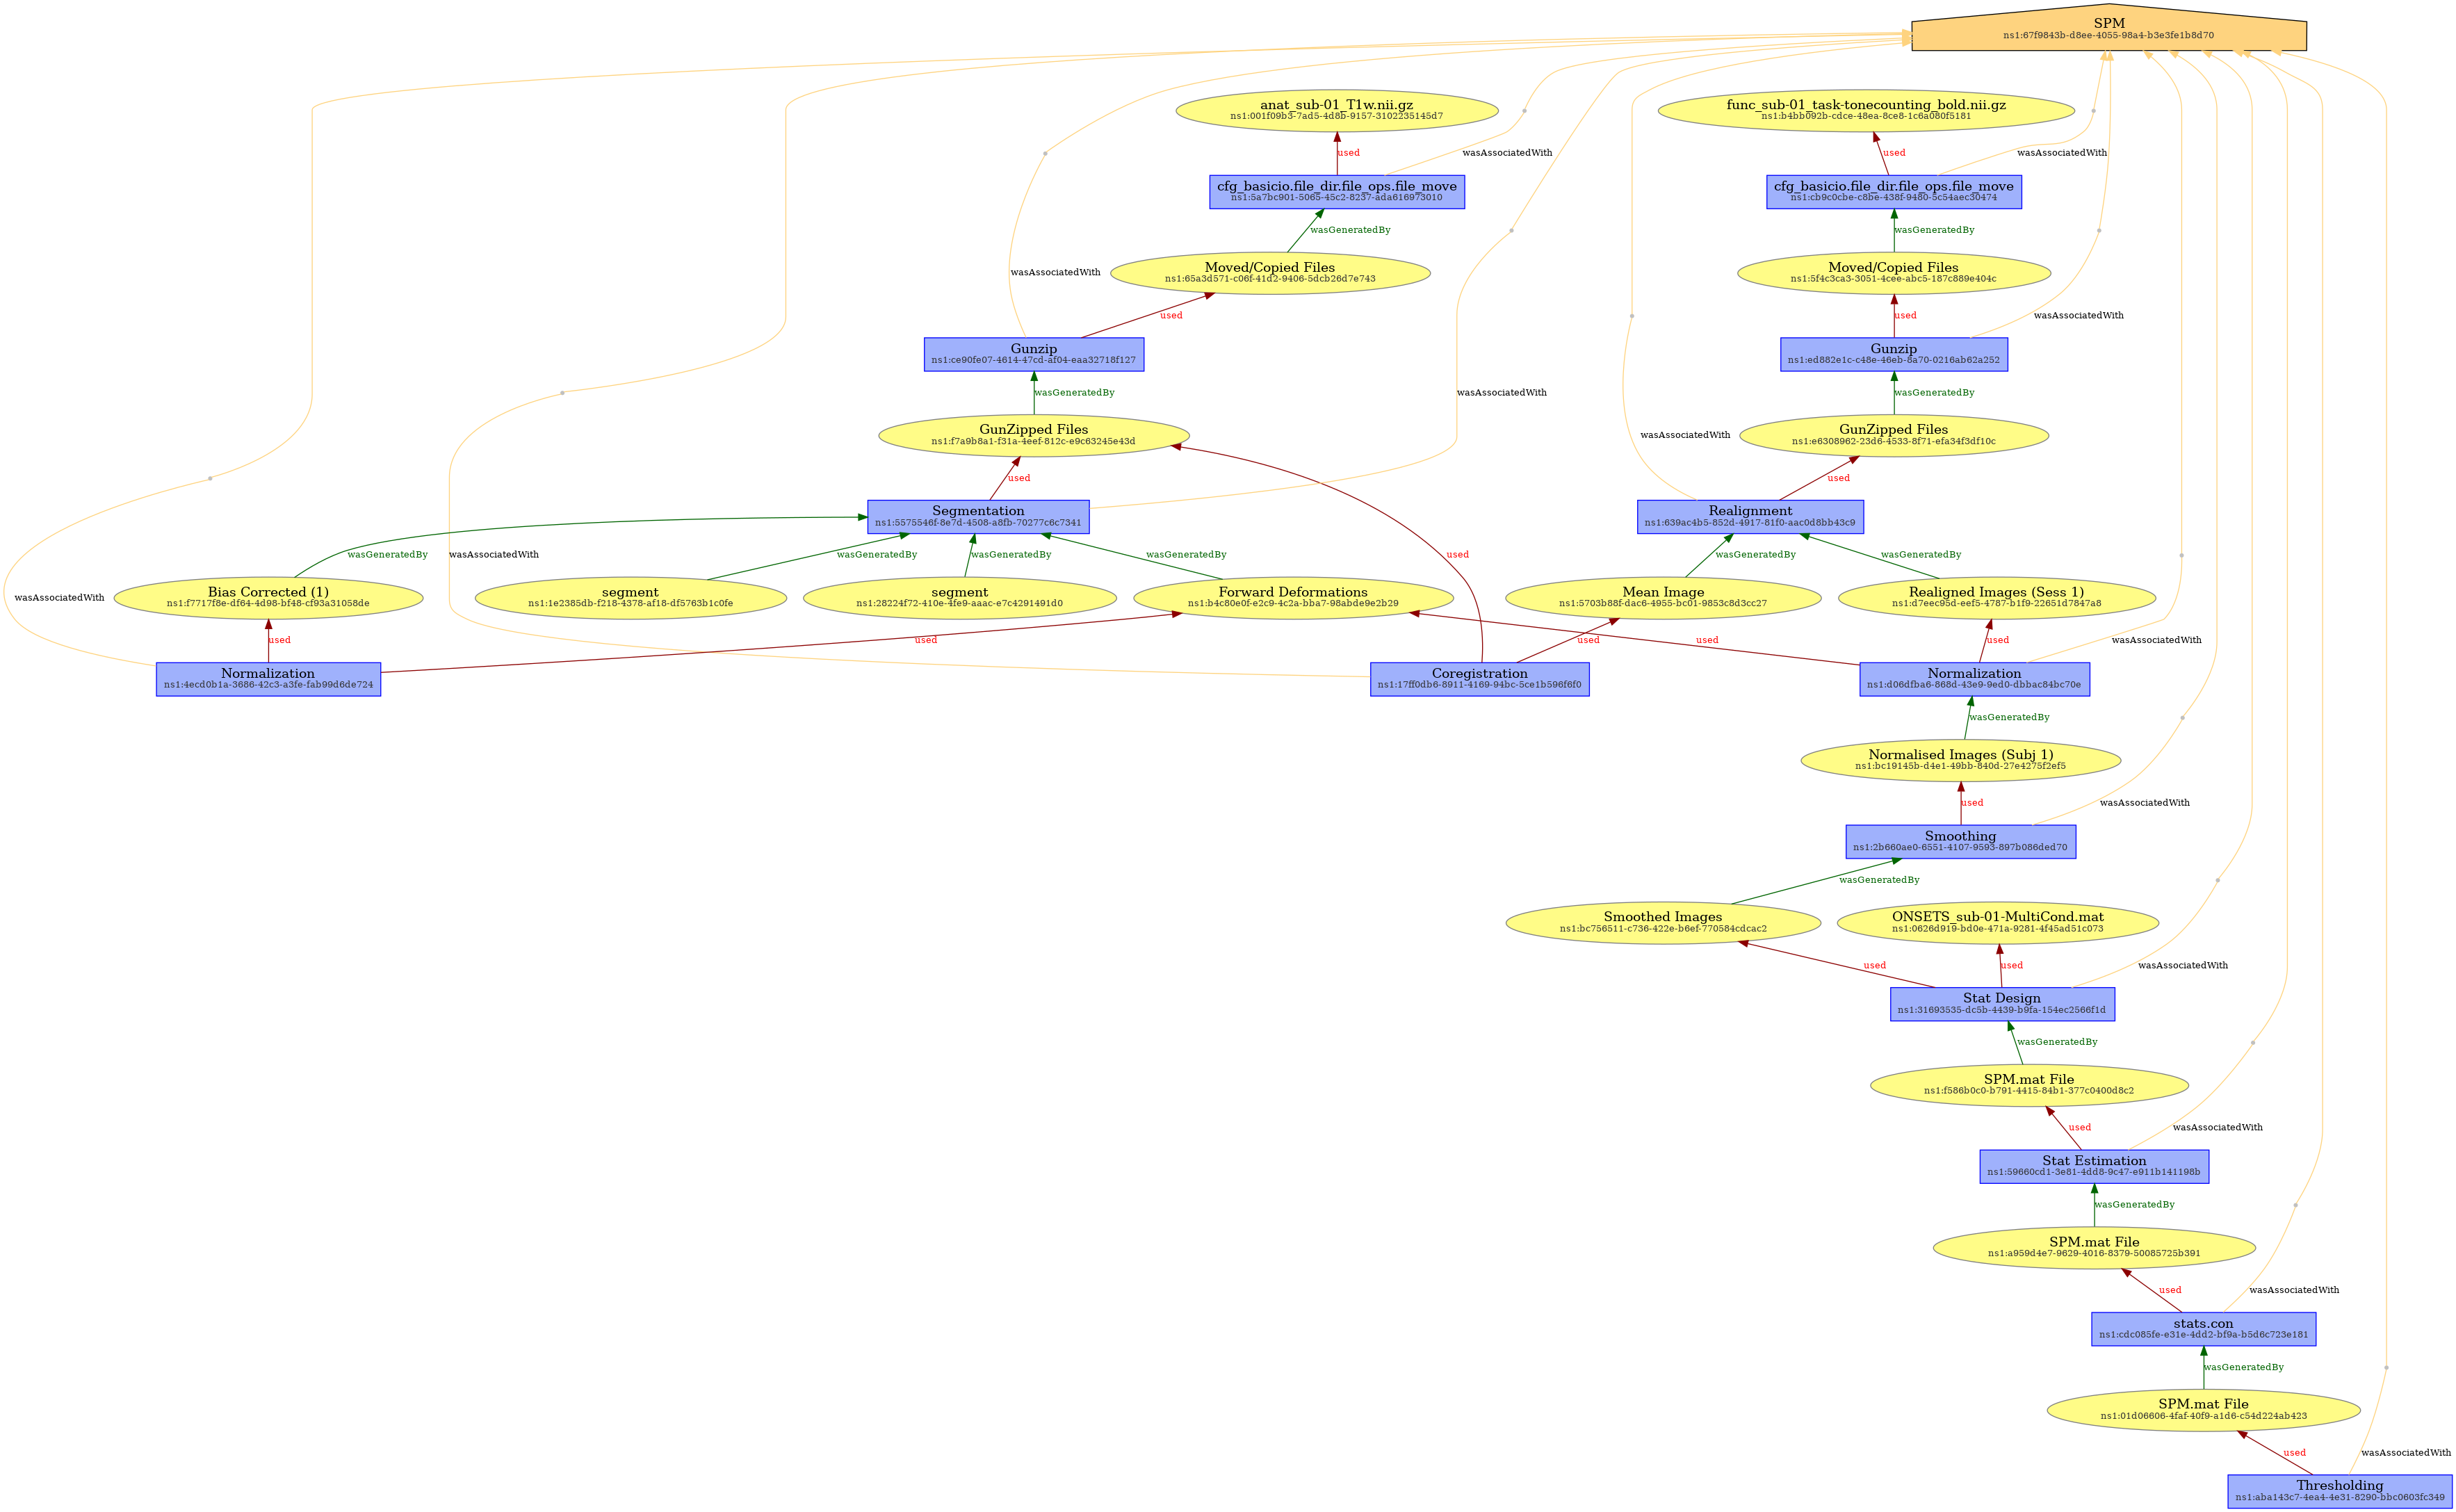 SPM
ns1:67f9843b-d8ee-4055-98a4-b3e3fe1b8d70
anat_sub-01_T1w.nii.gz
ns1:001f09b3-7ad5-4d8b-9157-3102235145d7
func_sub-01_task-tonecounting_bold.nii.gz
ns1:b4bb092b-cdce-48ea-8ce8-1c6a080f5181
used
wasAssociatedWith
used
wasAssociatedWith
cfg_basicio.file_dir.file_ops.file_move
ns1:5a7bc901-5065-45c2-8237-ada616973010
cfg_basicio.file_dir.file_ops.file_move
ns1:cb9c0cbe-c8be-438f-9480-5c54aec30474
wasGeneratedBy
wasGeneratedBy
wasAssociatedWith
Moved/Copied Files
ns1:65a3d571-c06f-41d2-9406-5dcb26d7e743
Moved/Copied Files
ns1:5f4c3ca3-3051-4cee-abc5-187c889e404c
used
used
wasAssociatedWith
Gunzip
ns1:ce90fe07-4614-47cd-af04-eaa32718f127
Gunzip
ns1:ed882e1c-c48e-46eb-8a70-0216ab62a252
wasGeneratedBy
wasAssociatedWith
wasGeneratedBy
GunZipped Files
ns1:f7a9b8a1-f31a-4eef-812c-e9c63245e43d
wasAssociatedWith
GunZipped Files
ns1:e6308962-23d6-4533-8f71-efa34f3df10c
used
used
Segmentation
ns1:5575546f-8e7d-4508-a8fb-70277c6c7341
Realignment
ns1:639ac4b5-852d-4917-81f0-aac0d8bb43c9
wasGeneratedBy
wasAssociatedWith
wasGeneratedBy
wasGeneratedBy
wasGeneratedBy
used
wasGeneratedBy
wasGeneratedBy
wasAssociatedWith
Bias Corrected (1)
ns1:f7717f8e-df64-4d98-bf48-cf93a31058de
segment
ns1:1e2385db-f218-4378-af18-df5763b1c0fe
segment
ns1:28224f72-410e-4fe9-aaac-e7c4291491d0
Forward Deformations
ns1:b4c80e0f-e2c9-4c2a-bba7-98abde9e2b29
Mean Image
ns1:5703b88f-dac6-4955-bc01-9853c8d3cc27
Realigned Images (Sess 1)
ns1:d7eec95d-eef5-4787-b1f9-22651d7847a8
used
used
used
used
used
wasAssociatedWith
Normalization
ns1:4ecd0b1a-3686-42c3-a3fe-fab99d6de724
Coregistration
ns1:17ff0db6-8911-4169-94bc-5ce1b596f6f0
Normalization
ns1:d06dfba6-868d-43e9-9ed0-dbbac84bc70e
wasGeneratedBy
Normalised Images (Subj 1)
ns1:bc19145b-d4e1-49bb-840d-27e4275f2ef5
used
wasAssociatedWith
Smoothing
ns1:2b660ae0-6551-4107-9593-897b086ded70
wasGeneratedBy
Smoothed Images
ns1:bc756511-c736-422e-b6ef-770584cdcac2
ONSETS_sub-01-MultiCond.mat
ns1:0626d919-bd0e-471a-9281-4f45ad51c073
used
used
wasAssociatedWith
Stat Design
ns1:31693535-dc5b-4439-b9fa-154ec2566f1d
wasGeneratedBy
SPM.mat File
ns1:f586b0c0-b791-4415-84b1-377c0400d8c2
used
wasAssociatedWith
Stat Estimation
ns1:59660cd1-3e81-4dd8-9c47-e911b141198b
wasGeneratedBy
SPM.mat File
ns1:a959d4e7-9629-4016-8379-50085725b391
used
wasAssociatedWith
stats.con
ns1:cdc085fe-e31e-4dd2-bf9a-b5d6c723e181
wasGeneratedBy
SPM.mat File
ns1:01d06606-4faf-40f9-a1d6-c54d224ab423
used
wasAssociatedWith
Thresholding
ns1:aba143c7-4ea4-4e31-8290-bbc0603fc349